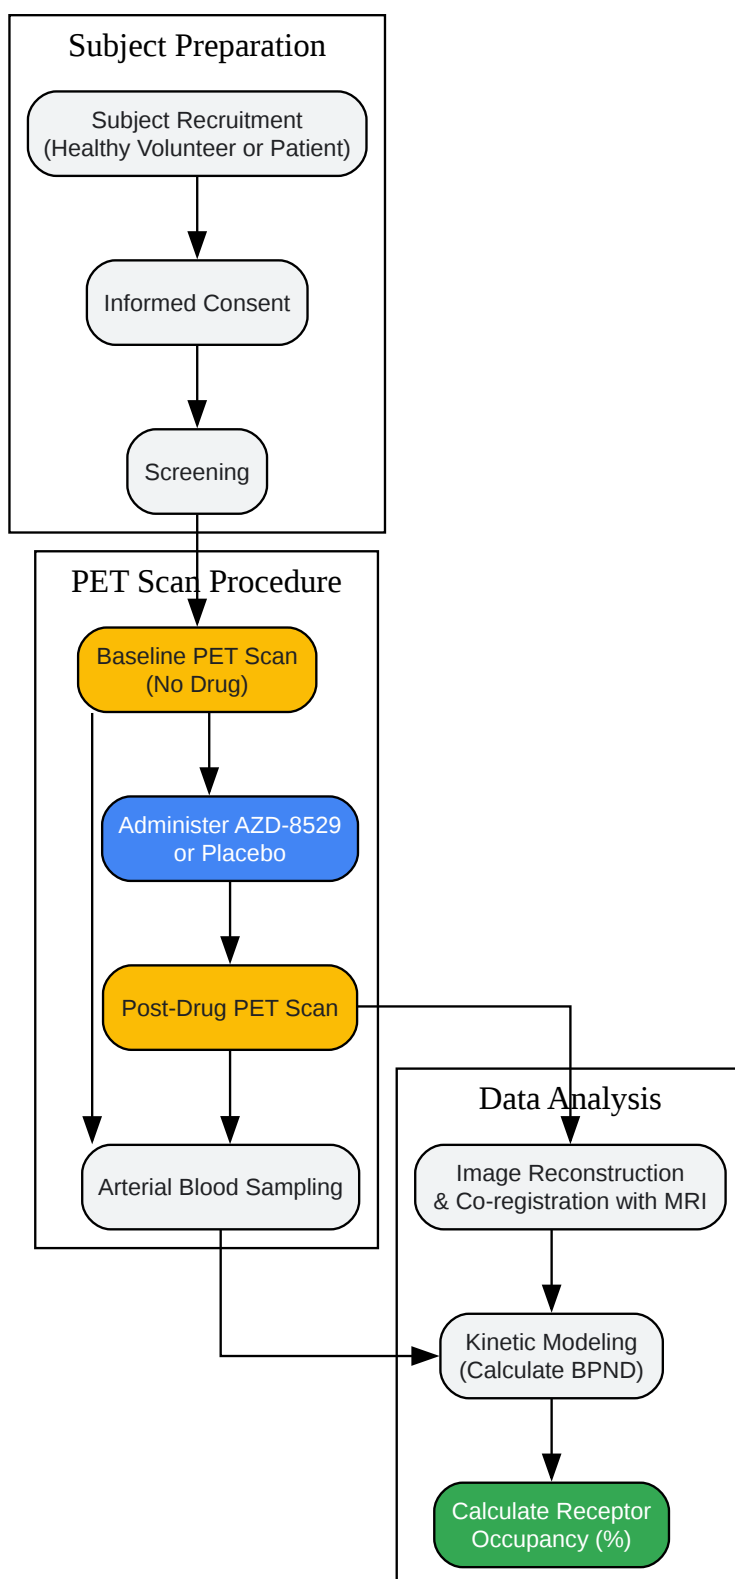 Subject Preparation
Subject Recruitment
(Healthy Volunteer or Patient)
Informed Consent
Screening
PET Scan Procedure
Baseline PET Scan
(No Drug)
Administer AZD-8529
or Placebo
Post-Drug PET Scan
Arterial Blood Sampling
Data Analysis
Image Reconstruction
& Co-registration with MRI
Kinetic Modeling
(Calculate BPND)
Calculate Receptor
Occupancy (%)